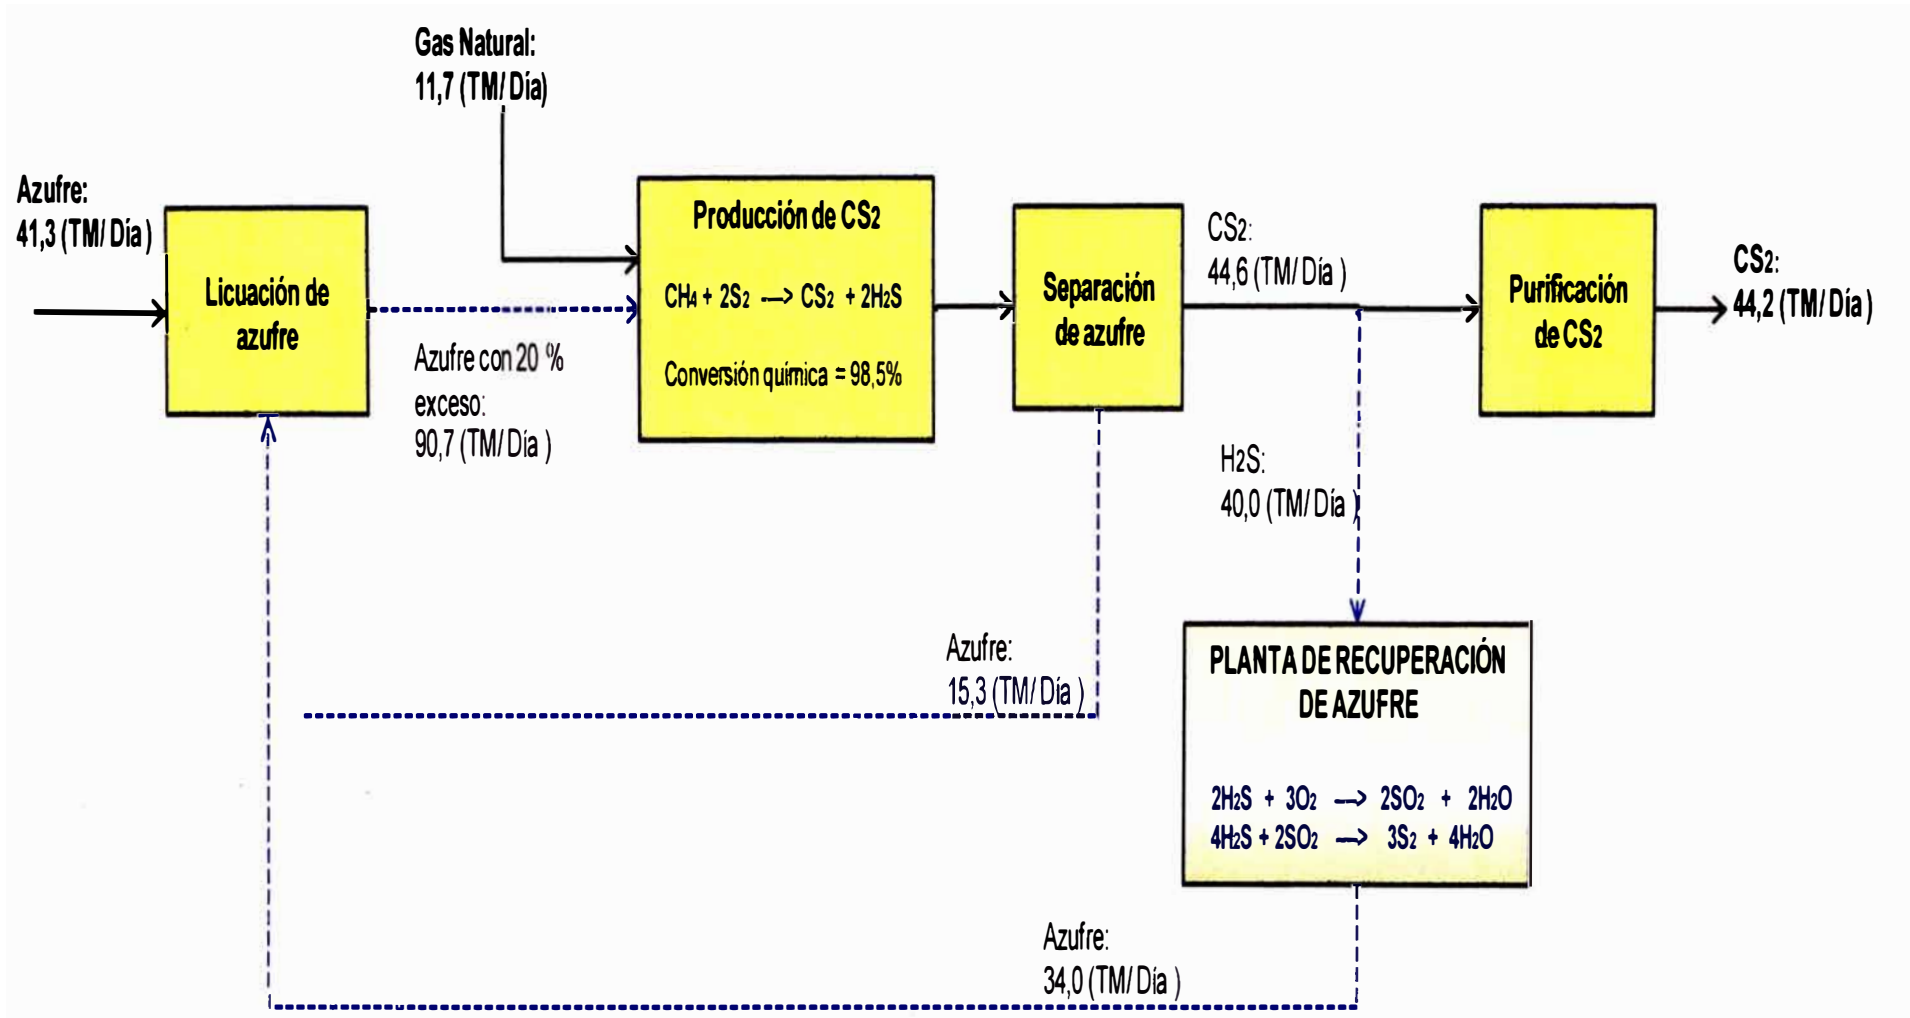 Gas Natural:
11,7 (TM/ Día)
Azufre:
41,3 (TM/ Día )
Licuación de
azufre
Azufre con 20 %
exceso:
90,7 (TM/ Día )
Producción de CS2
CH4 + 2S2 —> CS2 + 2H2S
Conversión química = 98,5%
Separación
de azufre
CS2:
44,6 (TM/ Día )
Purificación
de CS2
CS2:
44,2 (TM/ Día )
H2S:
40,0 (TM/ Día )
Azufre:
15,3 (TM/ Día )
PLANTA DE RECUPERACIÓN
DE AZUFRE
2H2S + 3O2 —> 2SO2 + 2H2O
4H2S + 2SO2 —> 3S2 + 4H2O
Azufre:
34,0 (TM/ Día )